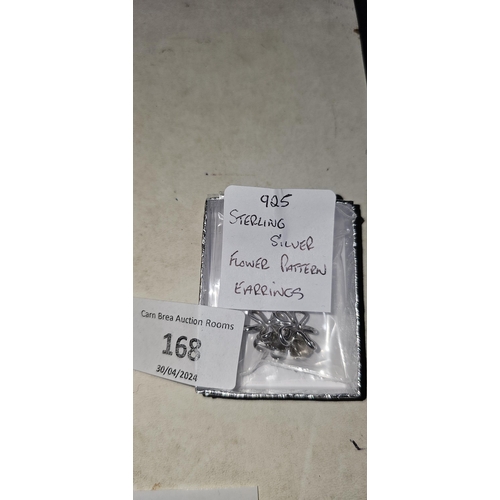 925
STERLING
SILVER
FLOWER PATTERN
EARRINGS
Carn Brea Auction Rooms
168
30/04/2024